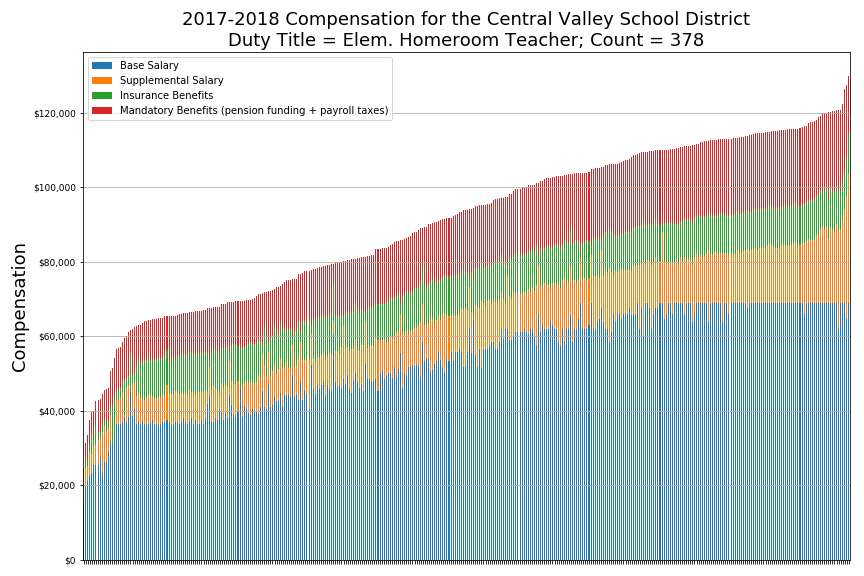 2017-2018 Compensation for the Central Valley School District
Duty Title = Elem. Homeroom Teacher; Count = 378
Base Salary
Supplemental Salary
Insurance Benefits
Mandatory Benefits (pension funding + payroll taxes)
$120,000
$100,000
$80,000
$60,000
$40,000
$20,000
$0
Compensation